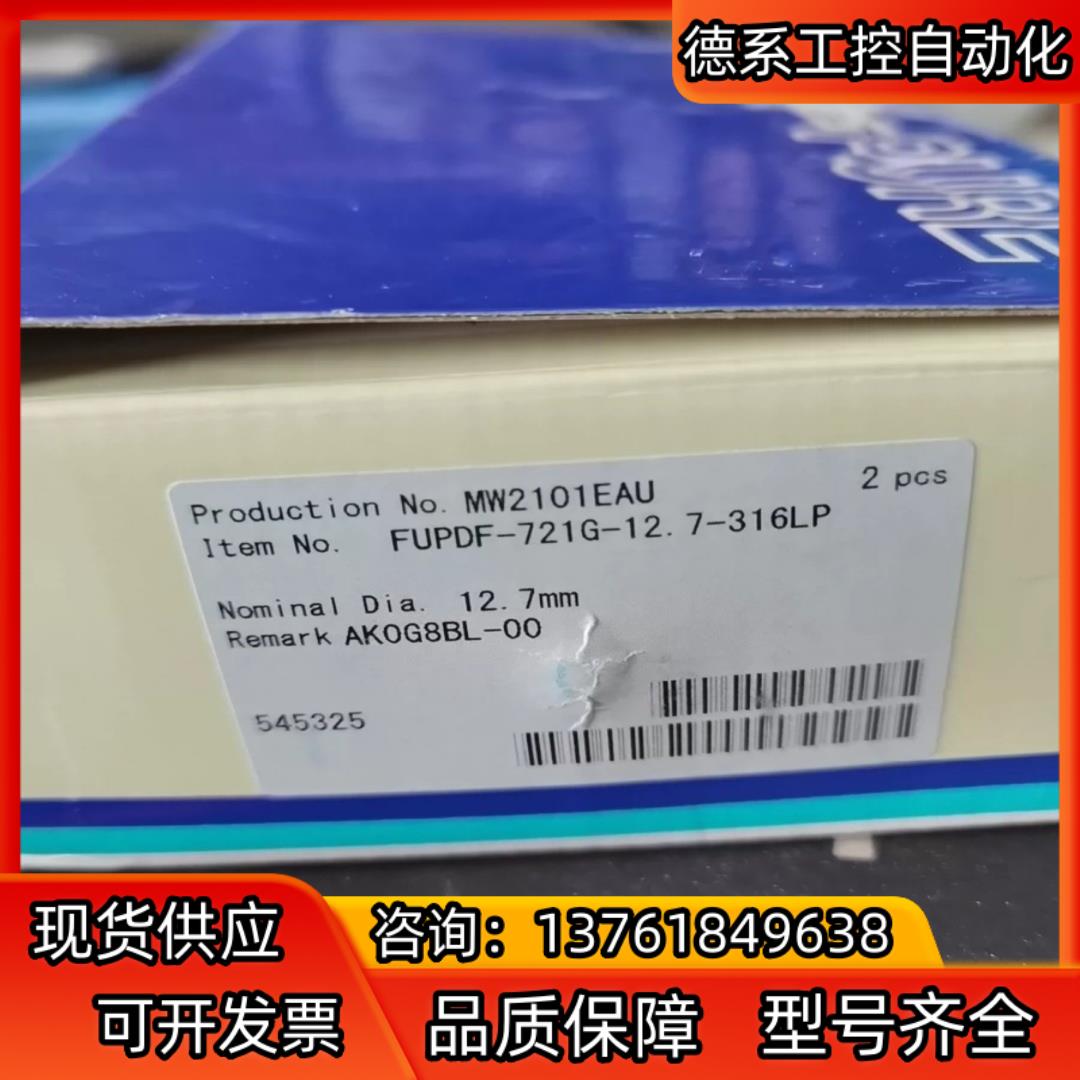 德系工控自动化
Production No. MW2101EAU
2 pcs
Item No. FUPDF-721G-12.7-316LP
Nominal Dia. 12.7mm
Remark AK0G8BL-00
545325
现货供应
咨询：13761849638
可开发票
品质保障 型号齐全